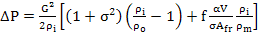 ΔP = G²/2ρᵢ [(1 + σ²) (ρᵢ/ρₒ − 1) + f αV/σA_fr ρᵢ/ρₘ]